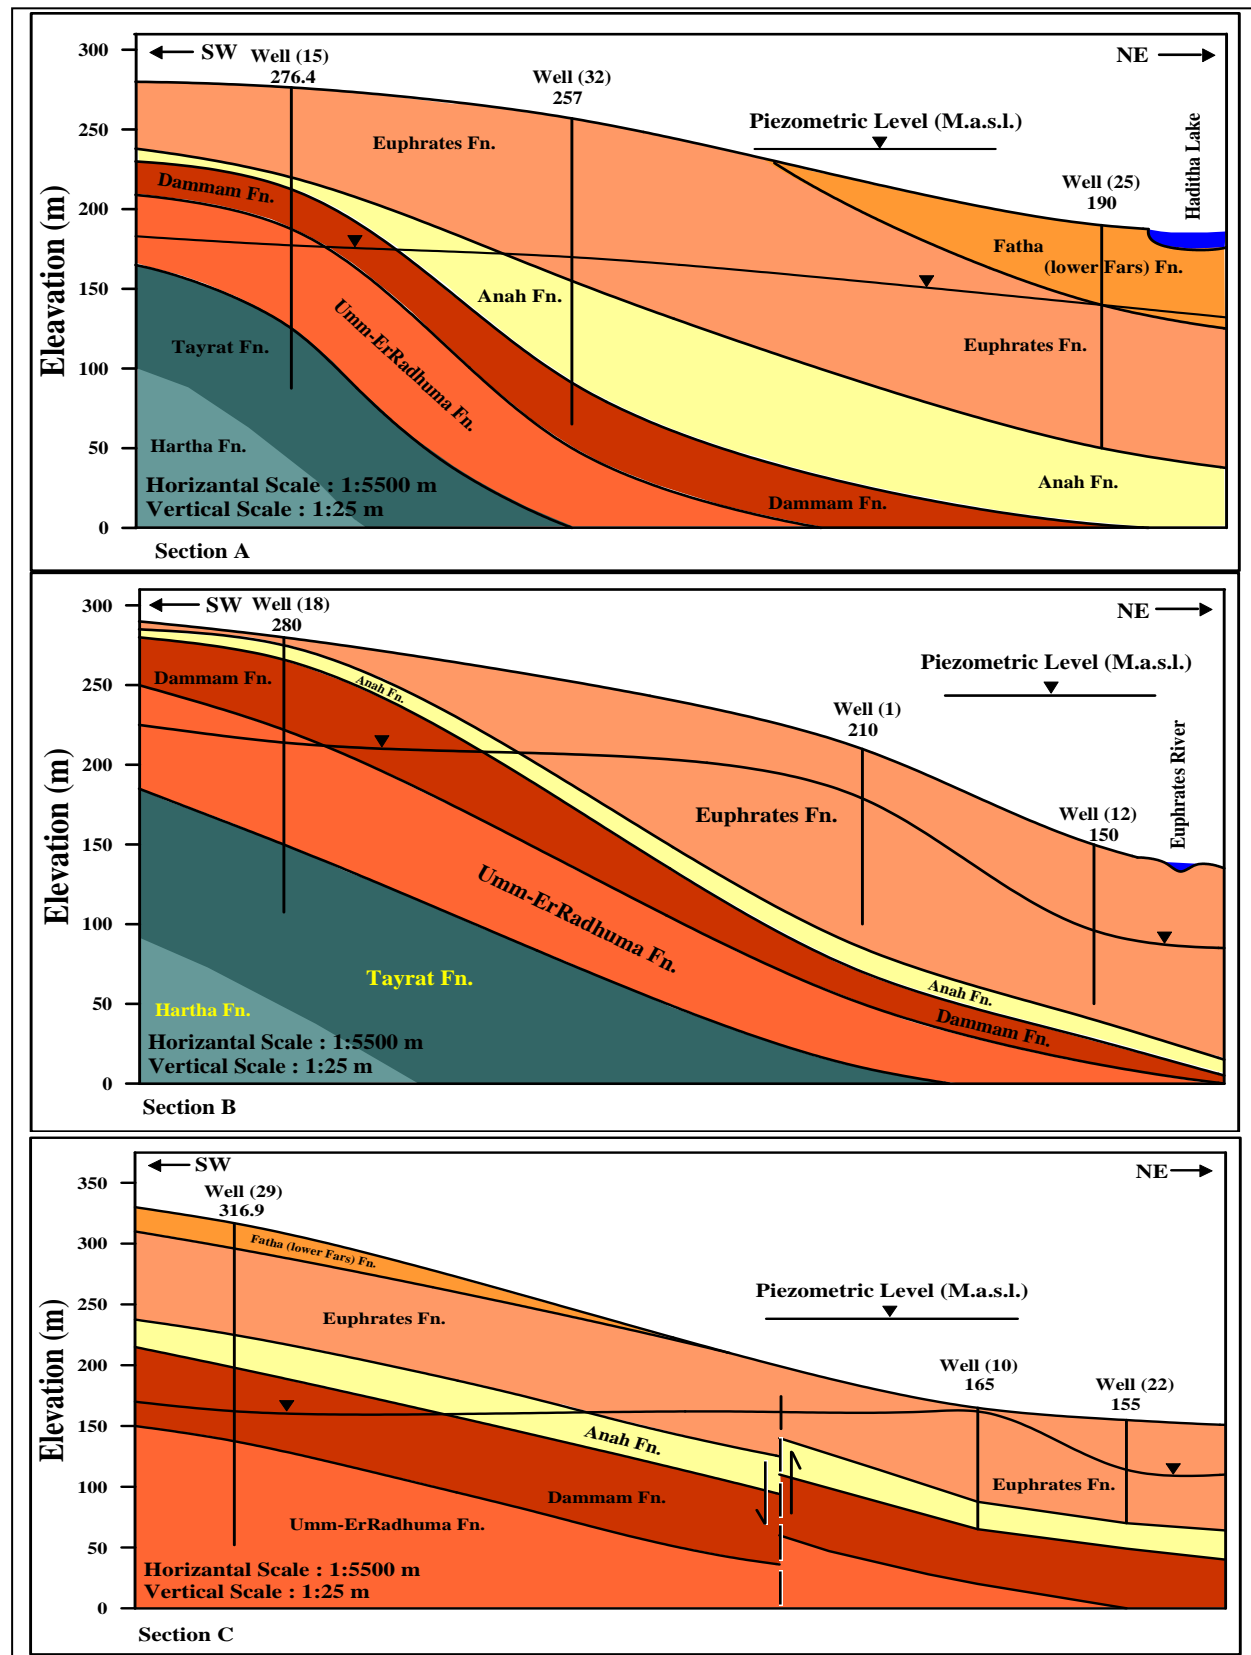 SW
NE
Well (15)
276.4
Well (32)
257
Piezometric Level (M.a.s.l.)
Well (25)
190
Haditha Lake
Eleavation (m)
300
250
200
150
100
50
0
Euphrates Fn.
Dammam Fn.
Fatha
(lower Fars) Fn.
Anah Fn.
Umm-ErRadhuma Fn.
Tayrat Fn.
Euphrates Fn.
Hartha Fn.
Anah Fn.
Dammam Fn.
Horizantal Scale : 1:5500 m
Vertical Scale : 1:25 m
Section A
SW
NE
Well (18)
280
Piezometric Level (M.a.s.l.)
Well (1)
210
Well (12)
150
Euphrates River
Elevation (m)
300
250
200
150
100
50
0
Dammam Fn.
Anah Fn.
Euphrates Fn.
Umm-ErRadhuma Fn.
Tayrat Fn.
Anah Fn.
Hartha Fn.
Dammam Fn.
Horizantal Scale : 1:5500 m
Vertical Scale : 1:25 m
Section B
SW
NE
Well (29)
316.9
Piezometric Level (M.a.s.l.)
Well (10)
165
Well (22)
155
Elevation (m)
350
300
250
200
150
100
50
0
Fatha (lower Fars) Fn.
Euphrates Fn.
Anah Fn.
Euphrates Fn.
Dammam Fn.
Umm-ErRadhuma Fn.
Horizantal Scale : 1:5500 m
Vertical Scale : 1:25 m
Section C